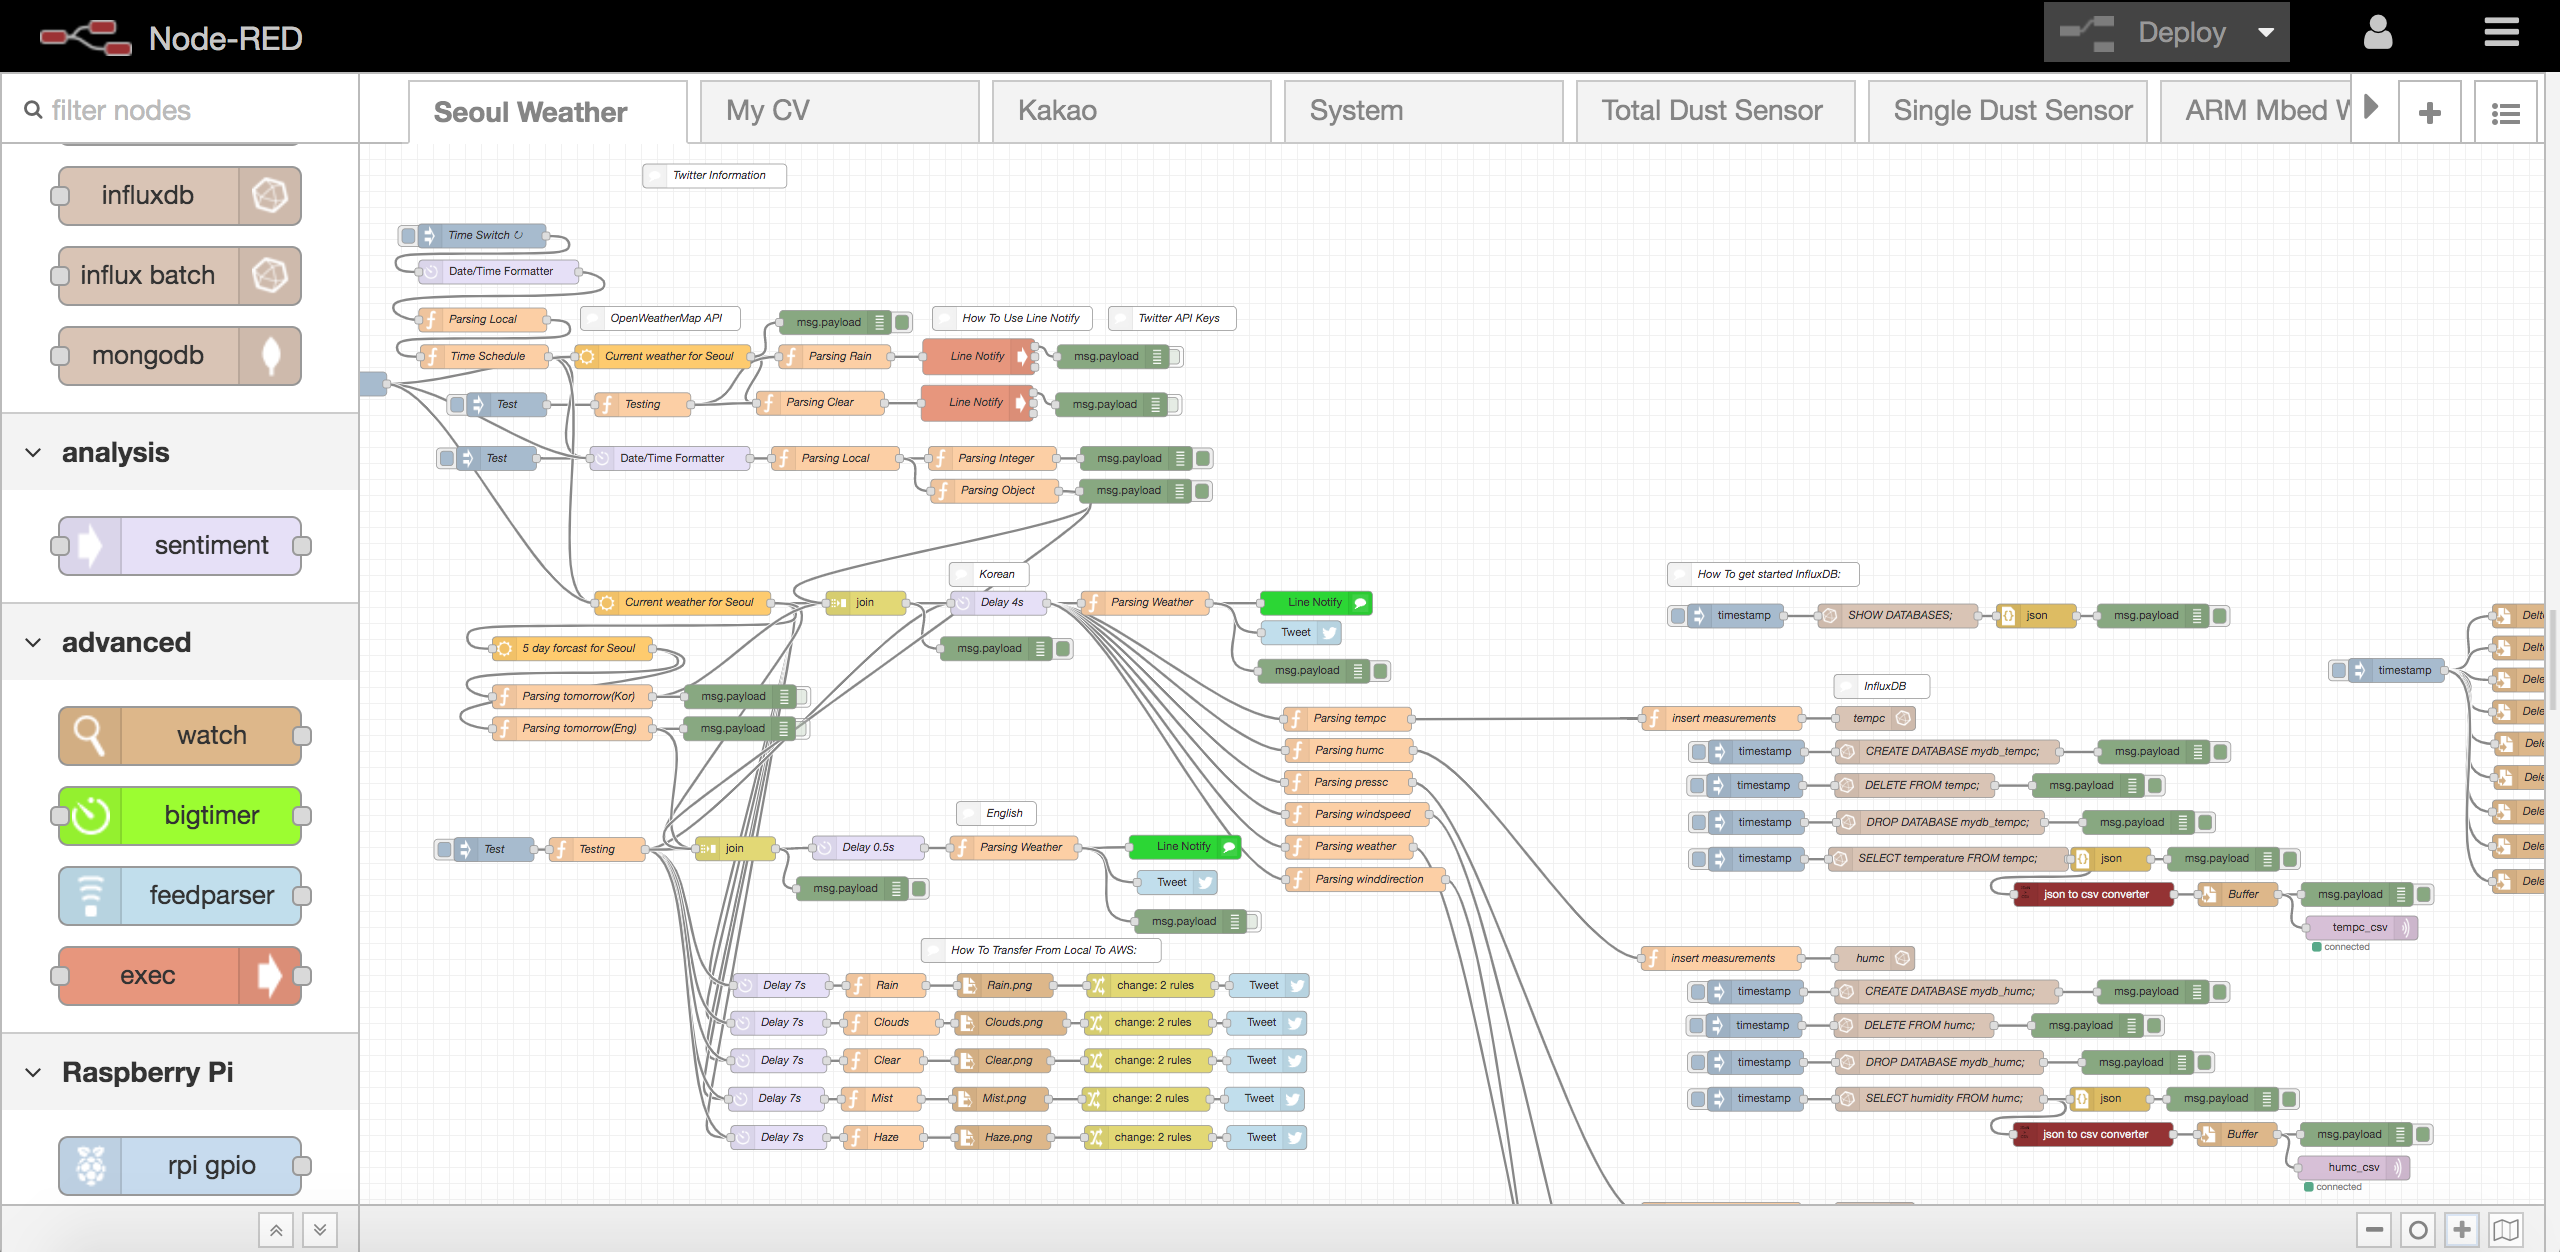 Node-RED
Deploy
filter nodes
Seoul Weather
My CV
Kakao
System
Total Dust Sensor
Single Dust Sensor
ARM Mbed
influxdb
influx batch
mongodb
analysis
sentiment
advanced
watch
bigtimer
feedparser
exec
Raspberry Pi
rpi gpio
Twitter Information
Time Switch ↻
Date/Time Formatter
Parsing Local
OpenWeatherMap API
msg.payload
How To Use Line Notify
Twitter API Keys
Time Schedule
Current weather for Seoul
Parsing Rain
Line Notify
msg.payload
Test
Testing
Parsing Clear
Line Notify
msg.payload
Test
Date/Time Formatter
Parsing Local
Parsing Integer
msg.payload
Parsing Object
msg.payload
Korean
Current weather for Seoul
join
Delay 4s
Parsing Weather
Line Notify
Tweet
5 day forcast for Seoul
msg.payload
msg.payload
Parsing tomorrow(Kor)
msg.payload
Parsing tomorrow(Eng)
msg.payload
Parsing tempc
Parsing humc
Parsing pressc
Parsing windspeed
Parsing weather
Parsing winddirection
English
Test
Testing
join
Delay 0.5s
Parsing Weather
Line Notify
msg.payload
Tweet
msg.payload
How To Transfer From Local To AWS:
Delay 7s
Rain
Rain.png
change: 2 rules
Tweet
Delay 7s
Clouds
Clouds.png
change: 2 rules
Tweet
Delay 7s
Clear
Clear.png
change: 2 rules
Tweet
Delay 7s
Mist
Mist.png
change: 2 rules
Tweet
Delay 7s
Haze
Haze.png
change: 2 rules
Tweet
How To get started InfluxDB:
timestamp
SHOW DATABASES;
json
msg.payload
InfluxDB
insert measurements
tempc
timestamp
CREATE DATABASE mydb_tempc;
msg.payload
timestamp
DELETE FROM tempc;
msg.payload
timestamp
DROP DATABASE mydb_tempc;
msg.payload
timestamp
SELECT temperature FROM tempc;
json
msg.payload
json to csv converter
Buffer
msg.payload
tempc_csv
connected
insert measurements
humc
timestamp
CREATE DATABASE mydb_humc;
msg.payload
timestamp
DELETE FROM humc;
msg.payload
timestamp
DROP DATABASE mydb_humc;
msg.payload
timestamp
SELECT humidity FROM humc;
json
msg.payload
json to csv converter
Buffer
msg.payload
humc_csv
connected
timestamp